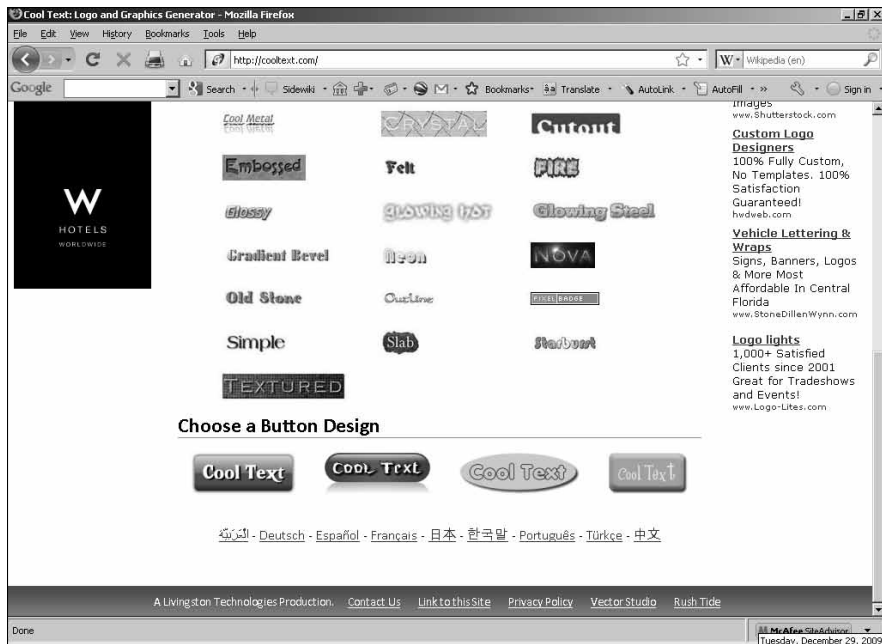 Cool Text: Logo and Graphics Generator - Mozilla Firefox
File Edit View History Bookmarks Tools Help
http://cooltext.com/
W Wikipedia (en)
Google Search Sidewiki Bookmarks Translate AutoLink AutoFill » Sign in
W
HOTELS
WORLDWIDE
Cool Metal CRYSTAL Cutout
Embossed Felt FIRE
Glossy Glowing Hot Glowing Steel
Gradient Bevel Neon NOVA
Old Stone Outline PIXEL BADGE
Simple Slab Starburst
TEXTURED
Images
www.Shutterstock.com
Custom Logo
Designers
100% Fully Custom,
No Templates. 100%
Satisfaction
Guaranteed!
hwdweb.com
Vehicle Lettering &
Wraps
Signs, Banners, Logos
& More Most
Affordable In Central
Florida
www.StoneDillenWynn.com
Logo lights
1,000+ Satisfied
Clients since 2001
Great for Tradeshows
and Events!
www.Logo-Lites.com
Choose a Button Design
Cool Text Cool Text Cool Text Cool Text
العَرَبِيَّة - Deutsch - Español - Français - 日本 - 한국말 - Português - Türkçe - 中文
A Livingston Technologies Production. Contact Us Link to this Site Privacy Policy Vector Studio Rush Tide
Done
McAfee SiteAdvisor
Tuesday, December 29, 2009